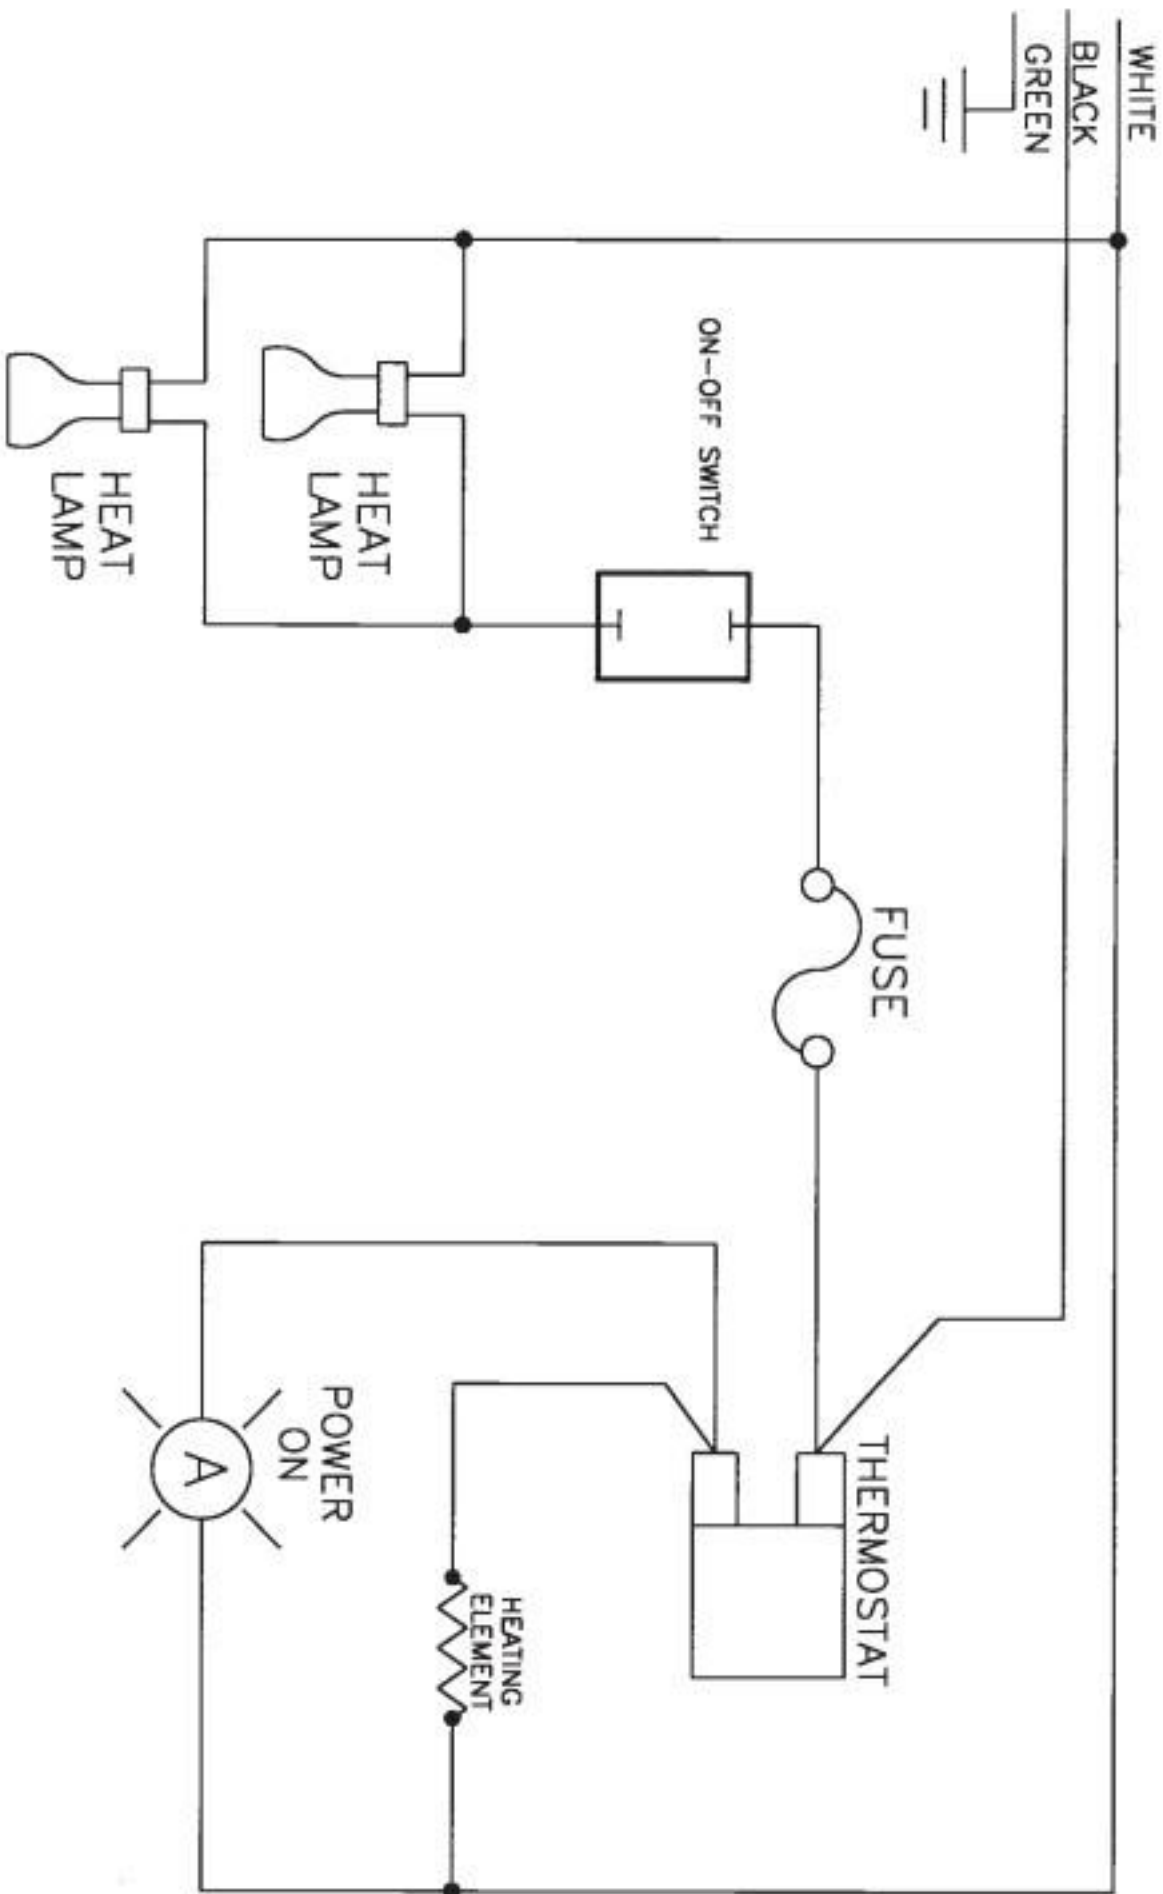 WHITE
BLACK
GREEN
ON-OFF SWITCH
HEAT
LAMP
HEAT
LAMP
FUSE
THERMOSTAT
POWER
ON
A
HEATING
ELEMENT